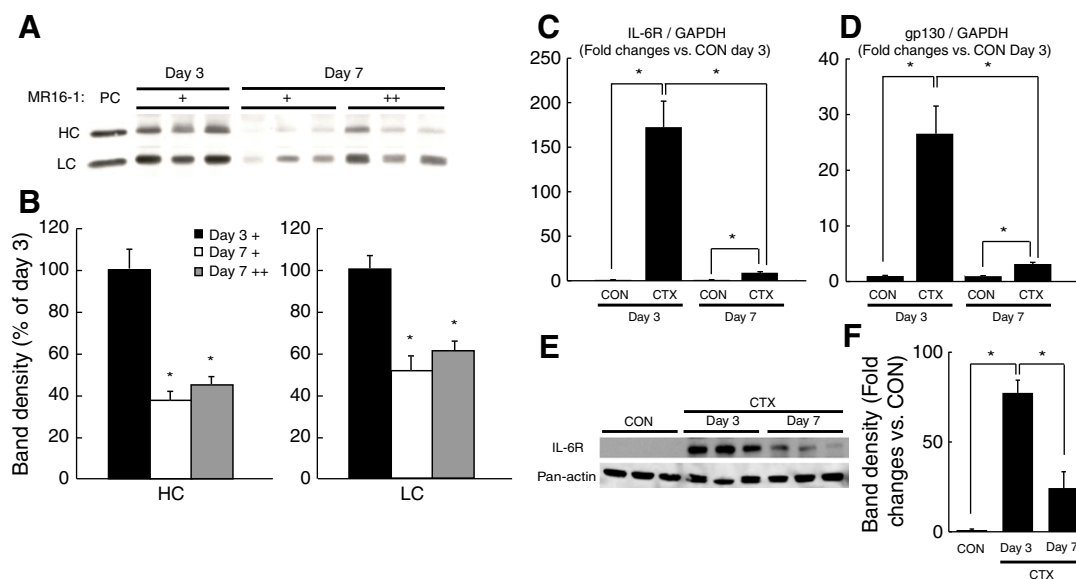 A
Day 3 Day 7
MR16-1: PC + + ++
HC
LC
B
Band density (% of day 3)
120
100
80
60
40
20
0
Day 3 +
Day 7 +
Day 7 ++
* *
HC
120
100
80
60
40
20
0
* *
LC
C
IL-6R / GAPDH
(Fold changes vs. CON day 3)
250
200
150
100
50
0
* *
*
CON CTX CON CTX
Day 3 Day 7
D
gp130 / GAPDH
(Fold changes vs. CON Day 3)
40
30
20
10
0
* *
*
CON CTX CON CTX
Day 3 Day 7
E
CTX
CON Day 3 Day 7
IL-6R
Pan-actin
F
Band density (Fold
changes vs. CON)
100
50
0
* *
CON Day 3 Day 7
CTX